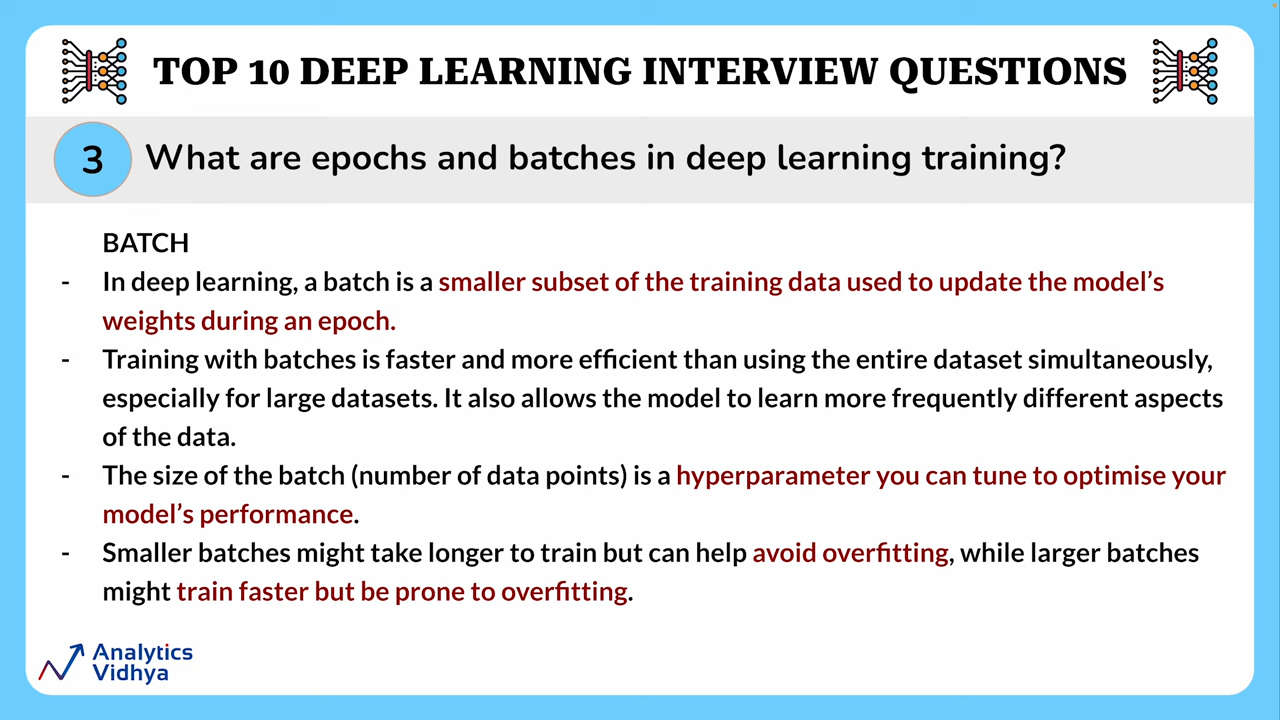 TOP 10 DEEP LEARNING INTERVIEW QUESTIONS
3 What are epochs and batches in deep learning training?
BATCH
- In deep learning, a batch is a smaller subset of the training data used to update the model’s
weights during an epoch.
- Training with batches is faster and more efficient than using the entire dataset simultaneously,
especially for large datasets. It also allows the model to learn more frequently different aspects
of the data.
- The size of the batch (number of data points) is a hyperparameter you can tune to optimise your
model’s performance.
- Smaller batches might take longer to train but can help avoid overfitting, while larger batches
might train faster but be prone to overfitting.
Analytics
Vidhya